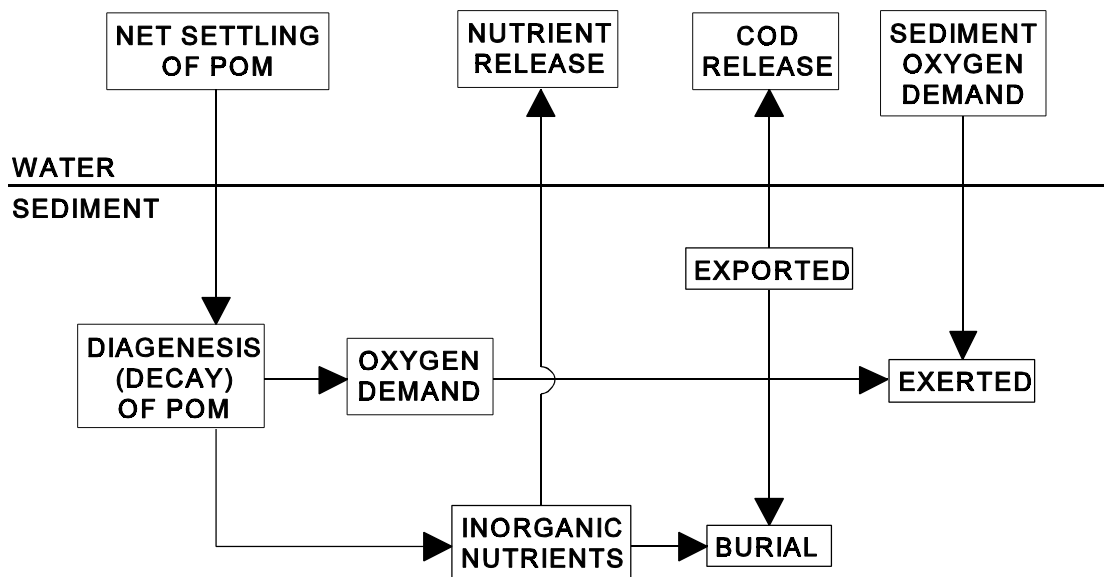 NET SETTLING
OF POM
NUTRIENT
RELEASE
COD
RELEASE
SEDIMENT
OXYGEN
DEMAND
WATER
SEDIMENT
EXPORTED
DIAGENESIS
(DECAY)
OF POM
OXYGEN
DEMAND
EXERTED
INORGANIC
NUTRIENTS
BURIAL